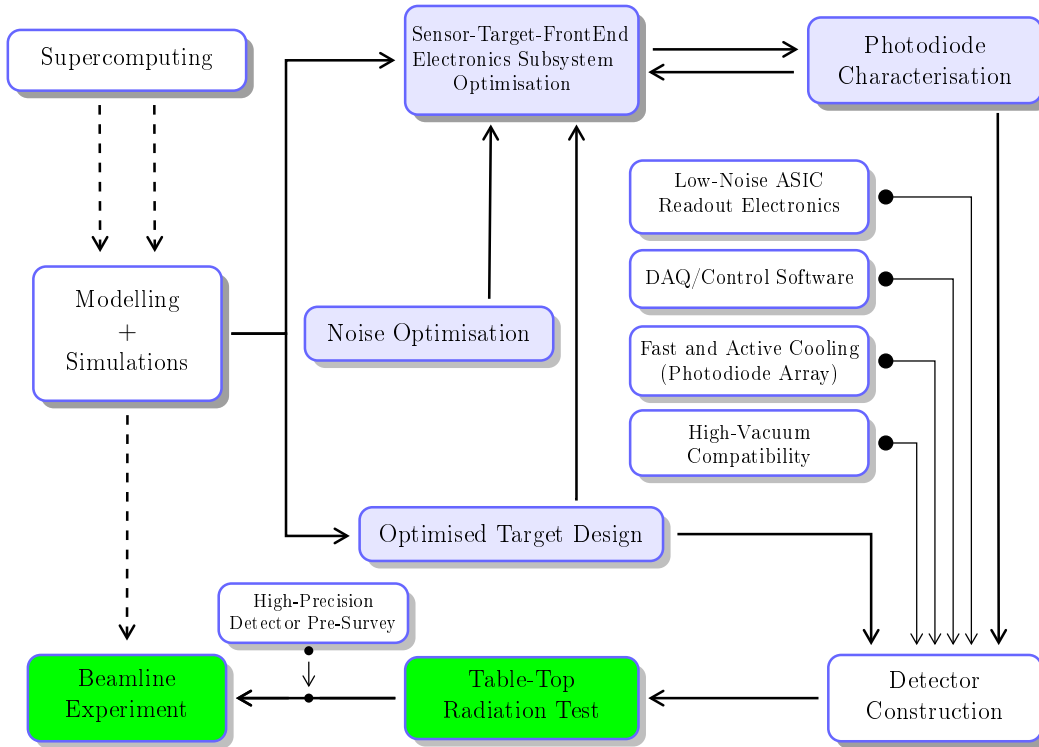 Supercomputing
Sensor-Target-FrontEnd
Electronics Subsystem
Optimisation
Photodiode
Characterisation
Low-Noise ASIC
Readout Electronics
DAQ/Control Software
Modelling
+
Simulations
Noise Optimisation
Fast and Active Cooling
(Photodiode Array)
High-Vacuum
Compatibility
Optimised Target Design
High-Precision
Detector Pre-Survey
Beamline
Experiment
Table-Top
Radiation Test
Detector
Construction